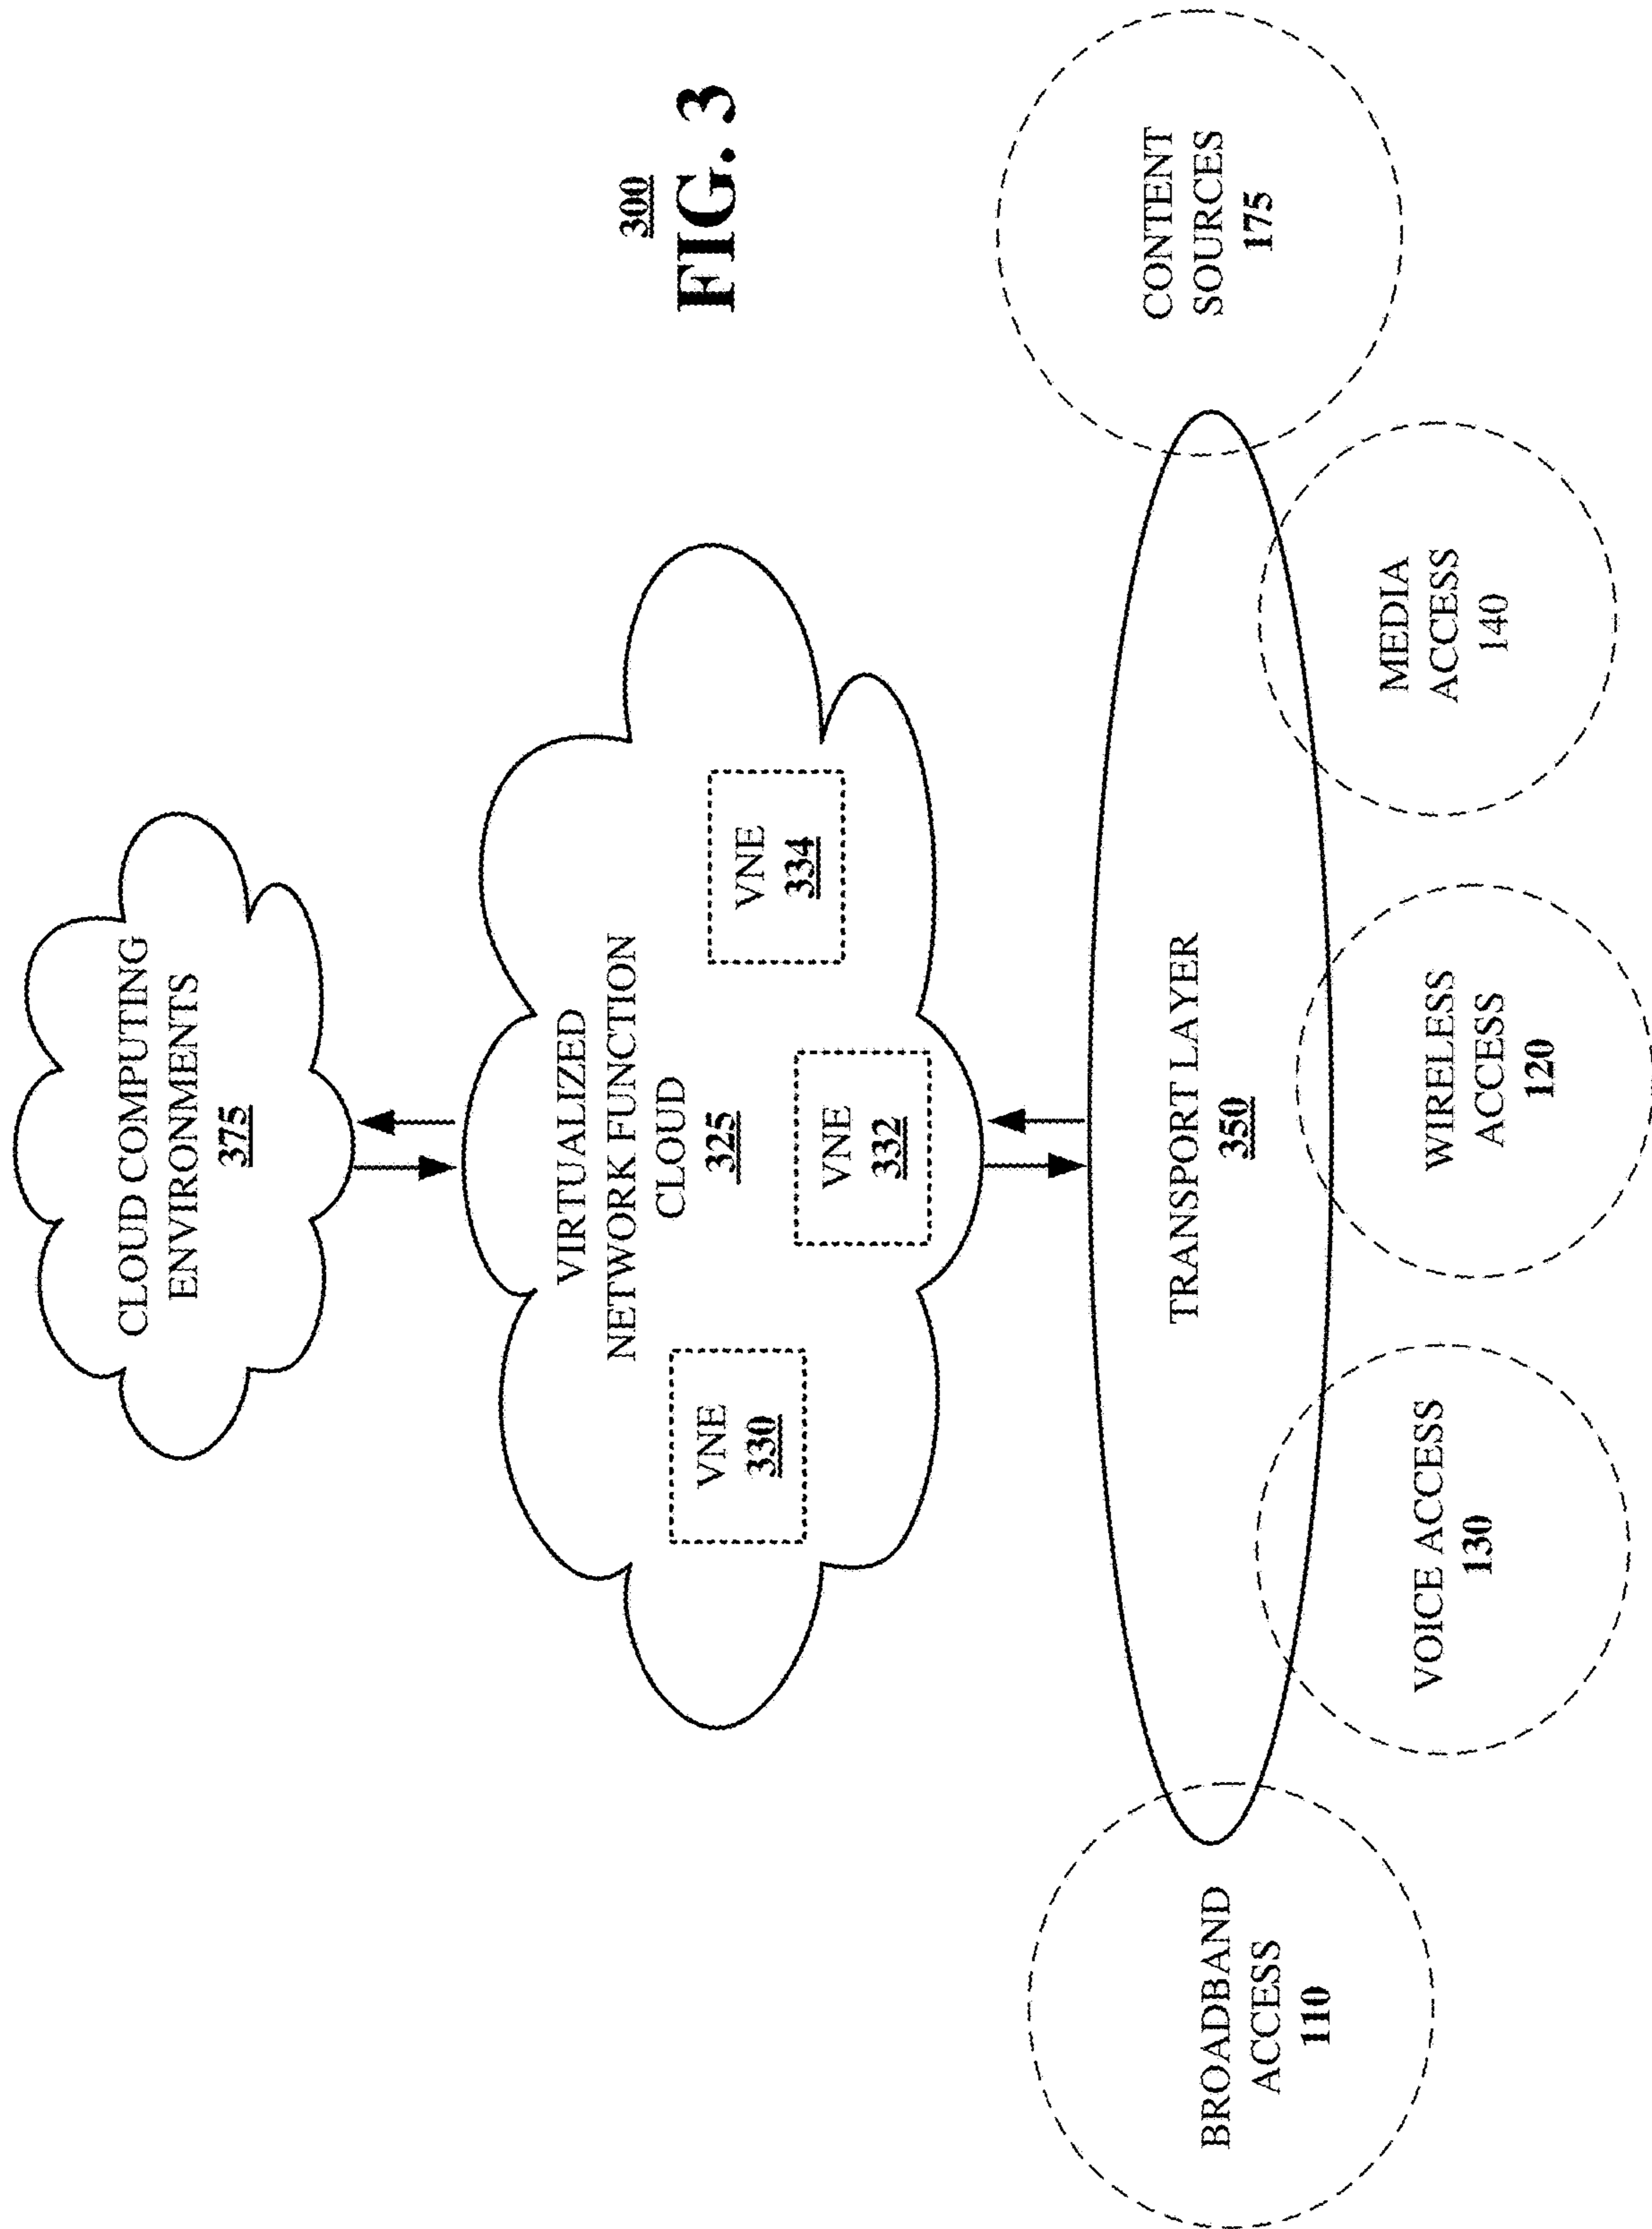 CLOUD COMPUTING
ENVIRONMENTS
375
VIRTUALIZED
NETWORK FUNCTION
CLOUD
325
VNE
330
VNE
332
VNE
334
300
FIG. 3
TRANSPORT LAYER
350
BROADBAND
ACCESS
110
VOICE ACCESS
130
WIRELESS
ACCESS
120
MEDIA
ACCESS
140
CONTENT
SOURCES
175